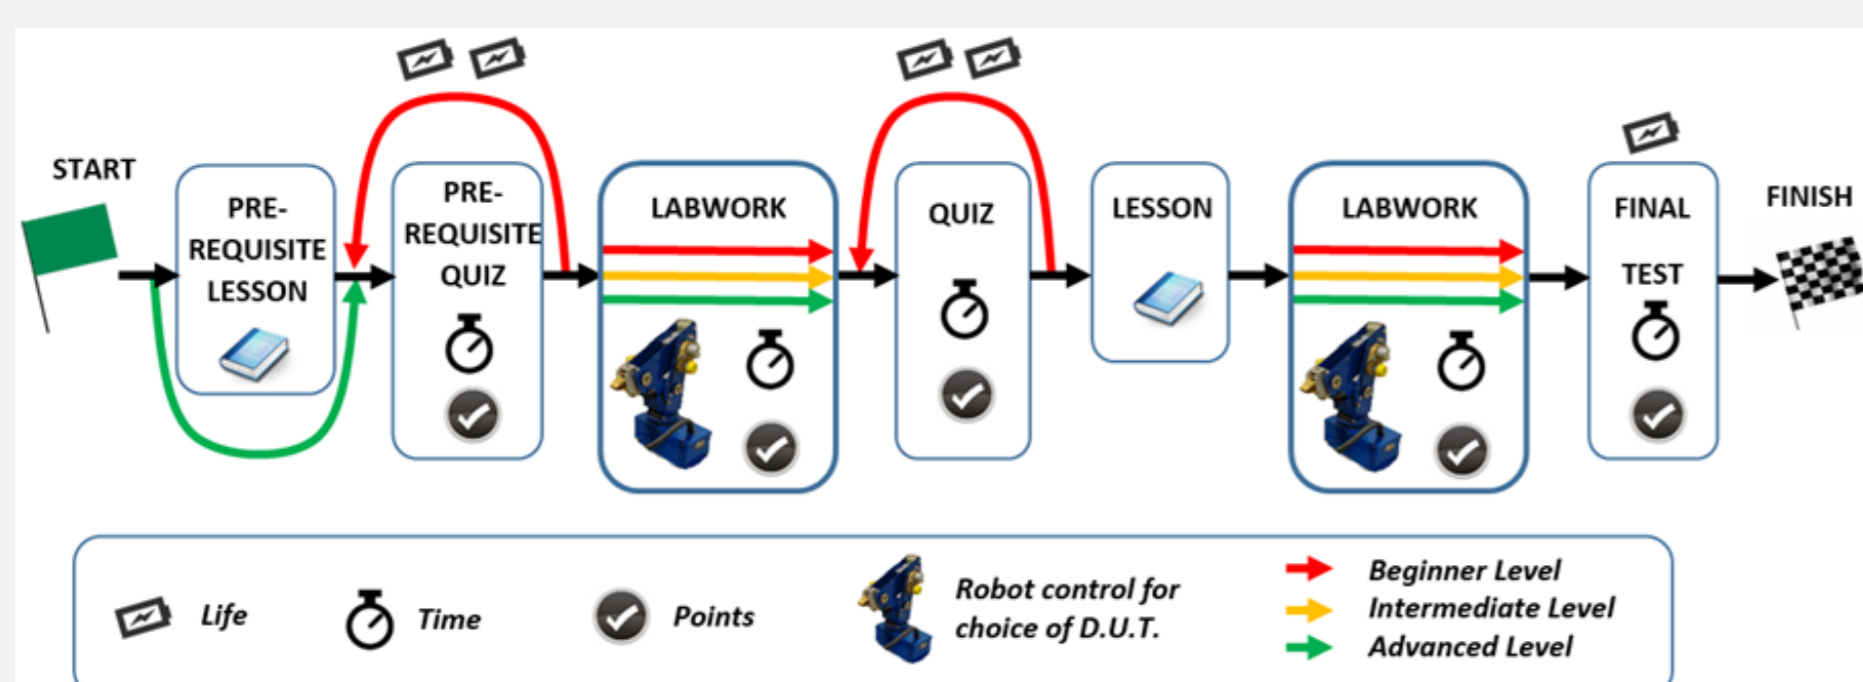 START
PRE-
REQUISITE
LESSON
PRE-
REQUISITE
QUIZ
LABWORK
QUIZ
LESSON
LABWORK
FINAL
TEST
FINISH
Life
Time
Points
Robot control for
choice of D.U.T.
Beginner Level
Intermediate Level
Advanced Level